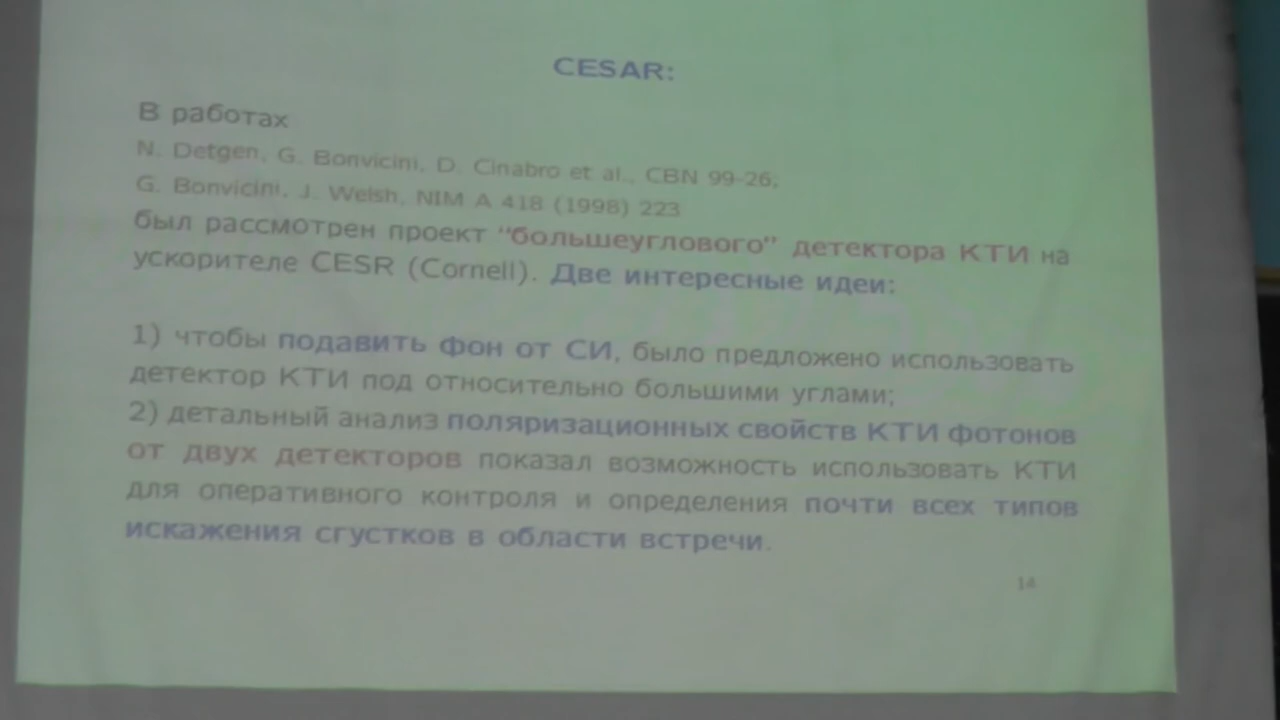 CESAR:
В работах
N. Detgen, G. Bonvicini, D. Cinabro et al., CBN 99-26;
G. Bonvicini, J. Welsh, NIM A 418 (1998) 223
был рассмотрен проект “большеуглового” детектора КТИ на
ускорителе CESR (Cornell). Две интересные идеи:
1) чтобы подавить фон от СИ, было предложено использовать
детектор КТИ под относительно большими углами;
2) детальный анализ поляризационных свойств КТИ фотонов
от двух детекторов показал возможность использовать КТИ
для оперативного контроля и определения почти всех типов
искажения сгустков в области встречи.
14